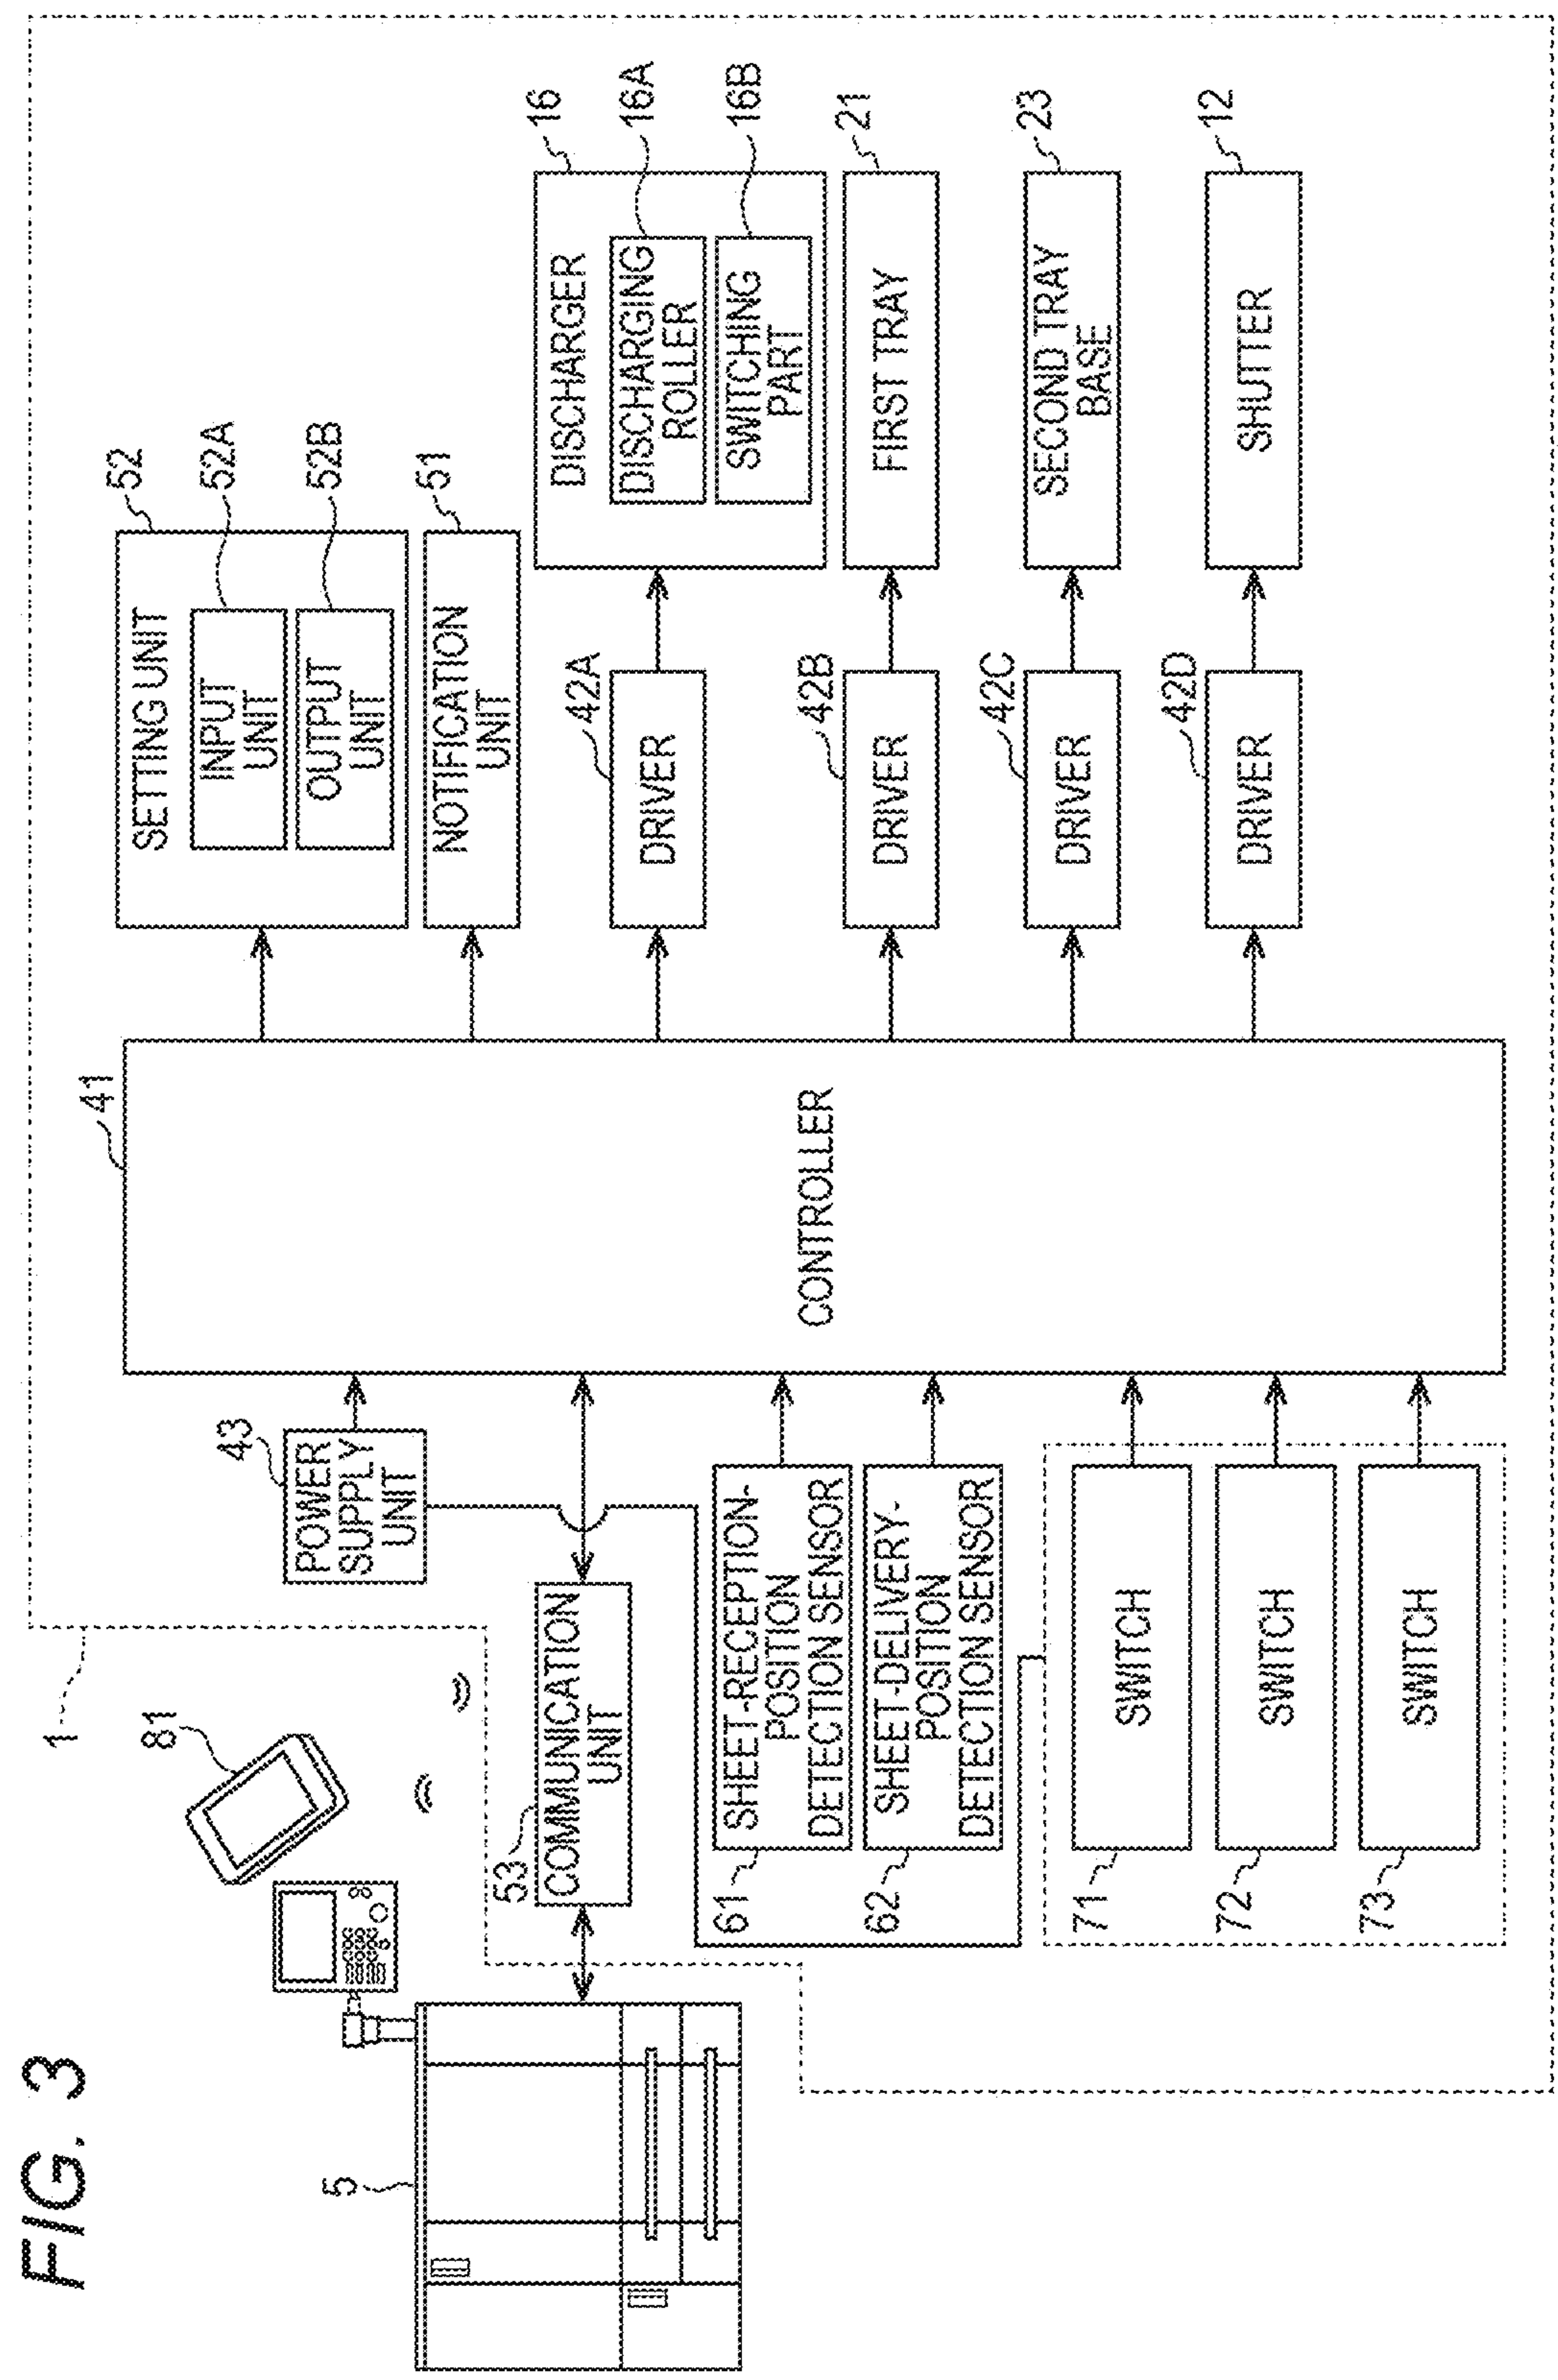 FIG. 3
1
81
5
53
COMMUNICATION
UNIT
43
POWER
SUPPLY
UNIT
61
SHEET-RECEPTION-
POSITION
DETECTION SENSOR
62
SHEET-DELIVERY-
POSITION
DETECTION SENSOR
71
SWITCH
72
SWITCH
73
SWITCH
41
CONTROLLER
52
SETTING UNIT
52A
INPUT
UNIT
52B
OUTPUT
UNIT
51
NOTIFICATION
UNIT
42A
DRIVER
16
DISCHARGER
16A
DISCHARGING
ROLLER
16B
SWITCHING
PART
42B
DRIVER
21
FIRST TRAY
42C
DRIVER
23
SECOND TRAY
BASE
42D
DRIVER
12
SHUTTER